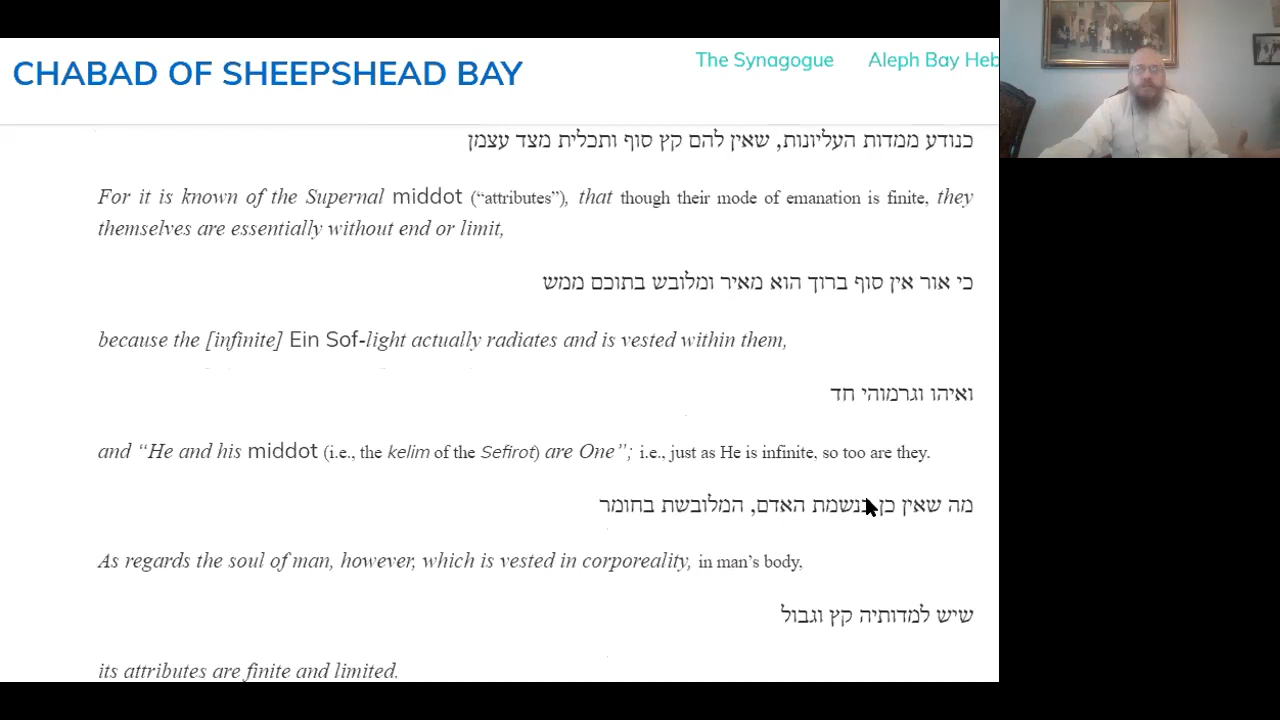 CHABAD OF SHEEPSHEAD BAY
The Synagogue Aleph Bay Heb
כנודע ממדות העליונות, שאין להם קץ סוף ותכלית מצד עצמן
For it is known of the Supernal middot (“attributes”), that though their mode of emanation is finite, they
themselves are essentially without end or limit,
כי אור אין סוף ברוך הוא מאיר ומלובש בתוכם ממש
because the [infinite] Ein Sof-light actually radiates and is vested within them,
ואיהו וגרמוהי חד
and “He and his middot (i.e., the kelim of the Sefirot) are One”; i.e., just as He is infinite, so too are they.
מה שאין כן בנשמת האדם, המלובשת בחומר
As regards the soul of man, however, which is vested in corporeality, in man’s body,
שיש למדותיה קץ וגבול
its attributes are finite and limited.